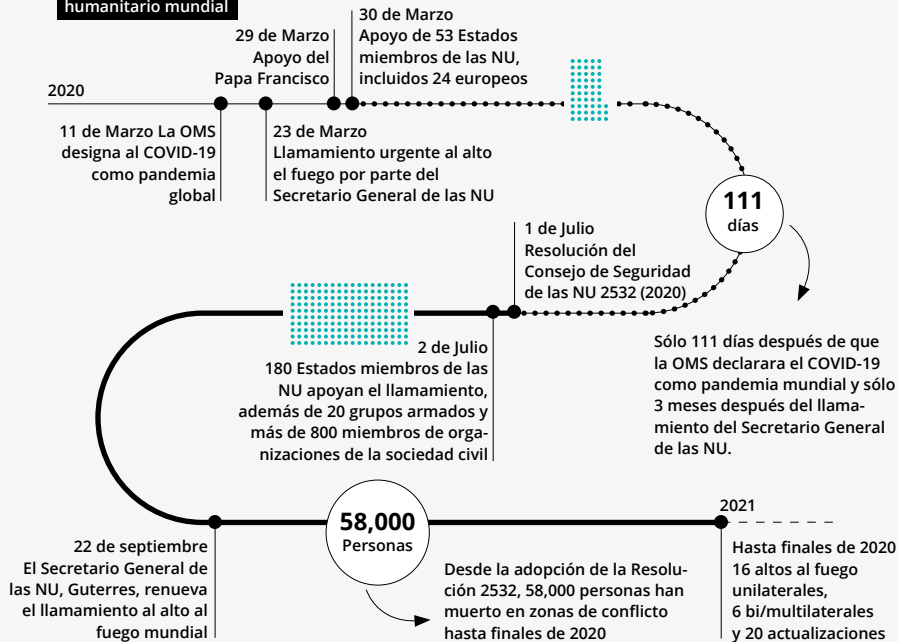 humanitario mundial
2020
11 de Marzo La OMS
designa al COVID-19
como pandemia
global
23 de Marzo
Llamamiento urgente al alto
el fuego por parte del
Secretario General de las NU
29 de Marzo
Apoyo del
Papa Francisco
30 de Marzo
Apoyo de 53 Estados
miembros de las NU,
incluidos 24 europeos
111
días
Sólo 111 días después de que
la OMS declarara el COVID-19
como pandemia mundial y sólo
3 meses después del llama-
miento del Secretario General
de las NU.
1 de Julio
Resolución del
Consejo de Seguridad
de las NU 2532 (2020)
2 de Julio
180 Estados miembros de las
NU apoyan el llamamiento,
además de 20 grupos armados y
más de 800 miembros de orga-
nizaciones de la sociedad civil
22 de septiembre
El Secretario General de
las NU, Guterres, renueva
el llamamiento al alto al
fuego mundial
58,000
Personas
Desde la adopción de la Resolu-
ción 2532, 58,000 personas han
muerto en zonas de conflicto
hasta finales de 2020
2021
Hasta finales de 2020
16 altos al fuego
unilaterales,
6 bi/multilaterales
y 20 actualizaciones